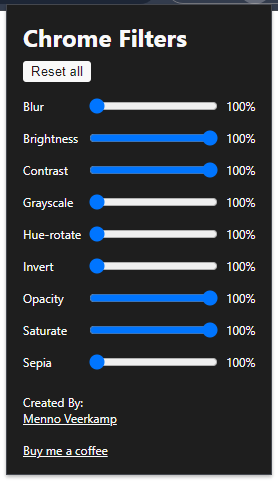 Chrome Filters
Reset all
Blur 100%
Brightness 100%
Contrast 100%
Grayscale 100%
Hue-rotate 100%
Invert 100%
Opacity 100%
Saturate 100%
Sepia 100%
Created By:
Menno Veerkamp
Buy me a coffee